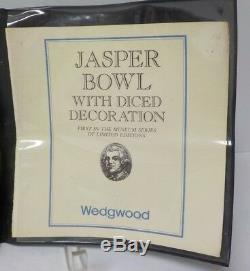 JASPER
BOWL
WITH DICED
DECORATION
FIRST IN THE MUSEUM SERIES
OF LIMITED EDITIONS
Wedgwood